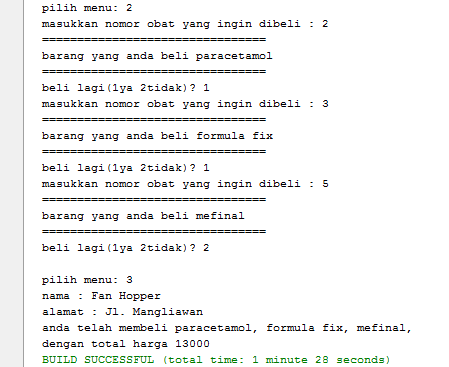 pilih menu: 2
masukkan nomor obat yang ingin dibeli : 2
================================
barang yang anda beli paracetamol
================================
beli lagi(1ya 2tidak)? 1
masukkan nomor obat yang ingin dibeli : 3
================================
barang yang anda beli formula fix
================================
beli lagi(1ya 2tidak)? 1
masukkan nomor obat yang ingin dibeli : 5
================================
barang yang anda beli mefinal
================================
beli lagi(1ya 2tidak)? 2
pilih menu: 3
nama : Fan Hopper
alamat : Jl. Mangliawan
anda telah membeli paracetamol, formula fix, mefinal,
dengan total harga 13000
BUILD SUCCESSFUL (total time: 1 minute 28 seconds)